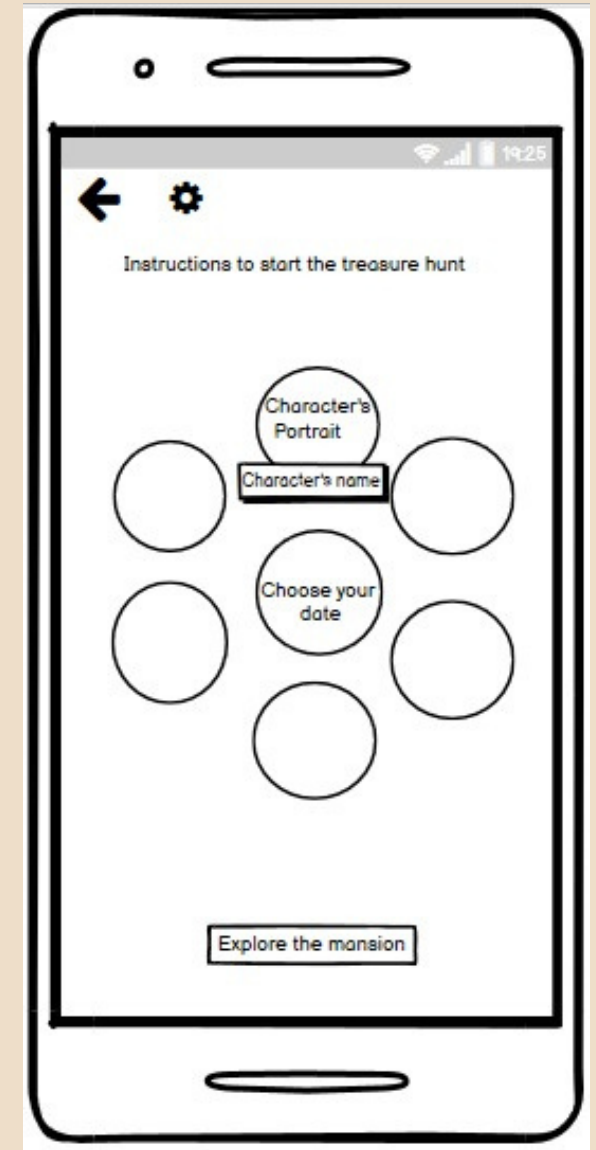 19:25
Instructions to start the treasure hunt
Character's
Portrait
Character's name
Choose your
date
Explore the mansion